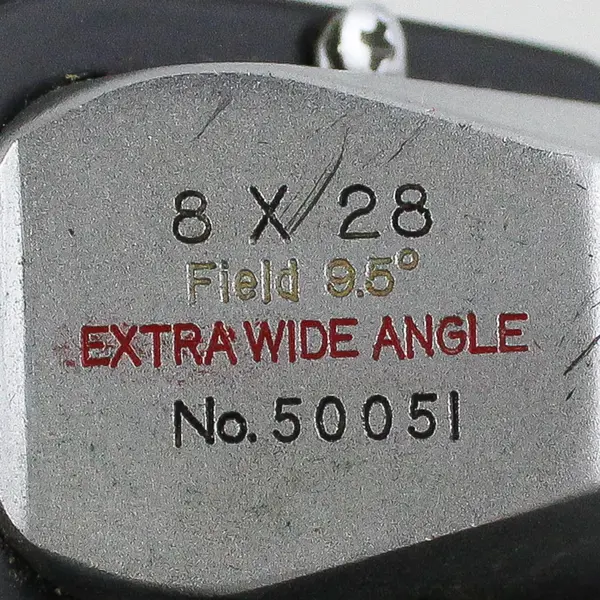 8 X 28
Field 9.5°
EXTRA WIDE ANGLE
No. 50051